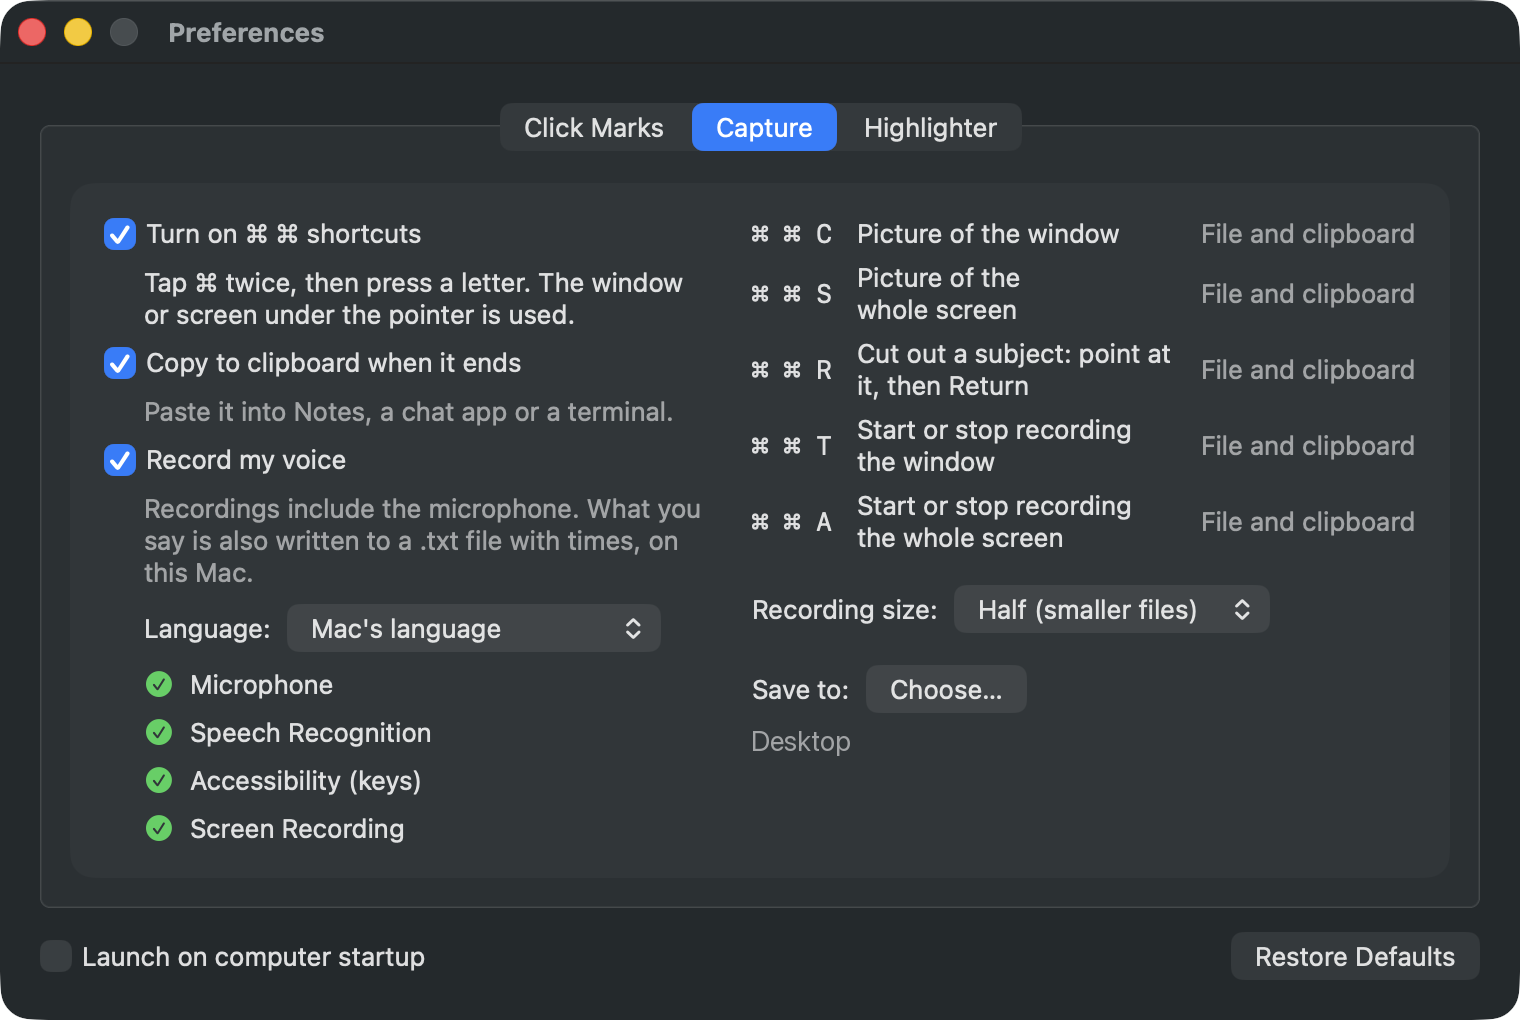 Preferences
Click Marks
Capture
Highlighter
Turn on ⌘ ⌘ shortcuts
Tap ⌘ twice, then press a letter. The window
or screen under the pointer is used.
Copy to clipboard when it ends
Paste it into Notes, a chat app or a terminal.
Record my voice
Recordings include the microphone. What you
say is also written to a .txt file with times, on
this Mac.
Language: Mac's language
Microphone
Speech Recognition
Accessibility (keys)
Screen Recording
⌘ ⌘ C Picture of the window File and clipboard
⌘ ⌘ S Picture of the
whole screen File and clipboard
⌘ ⌘ R Cut out a subject: point at
it, then Return File and clipboard
⌘ ⌘ T Start or stop recording
the window File and clipboard
⌘ ⌘ A Start or stop recording
the whole screen File and clipboard
Recording size: Half (smaller files)
Save to: Choose...
Desktop
Launch on computer startup
Restore Defaults